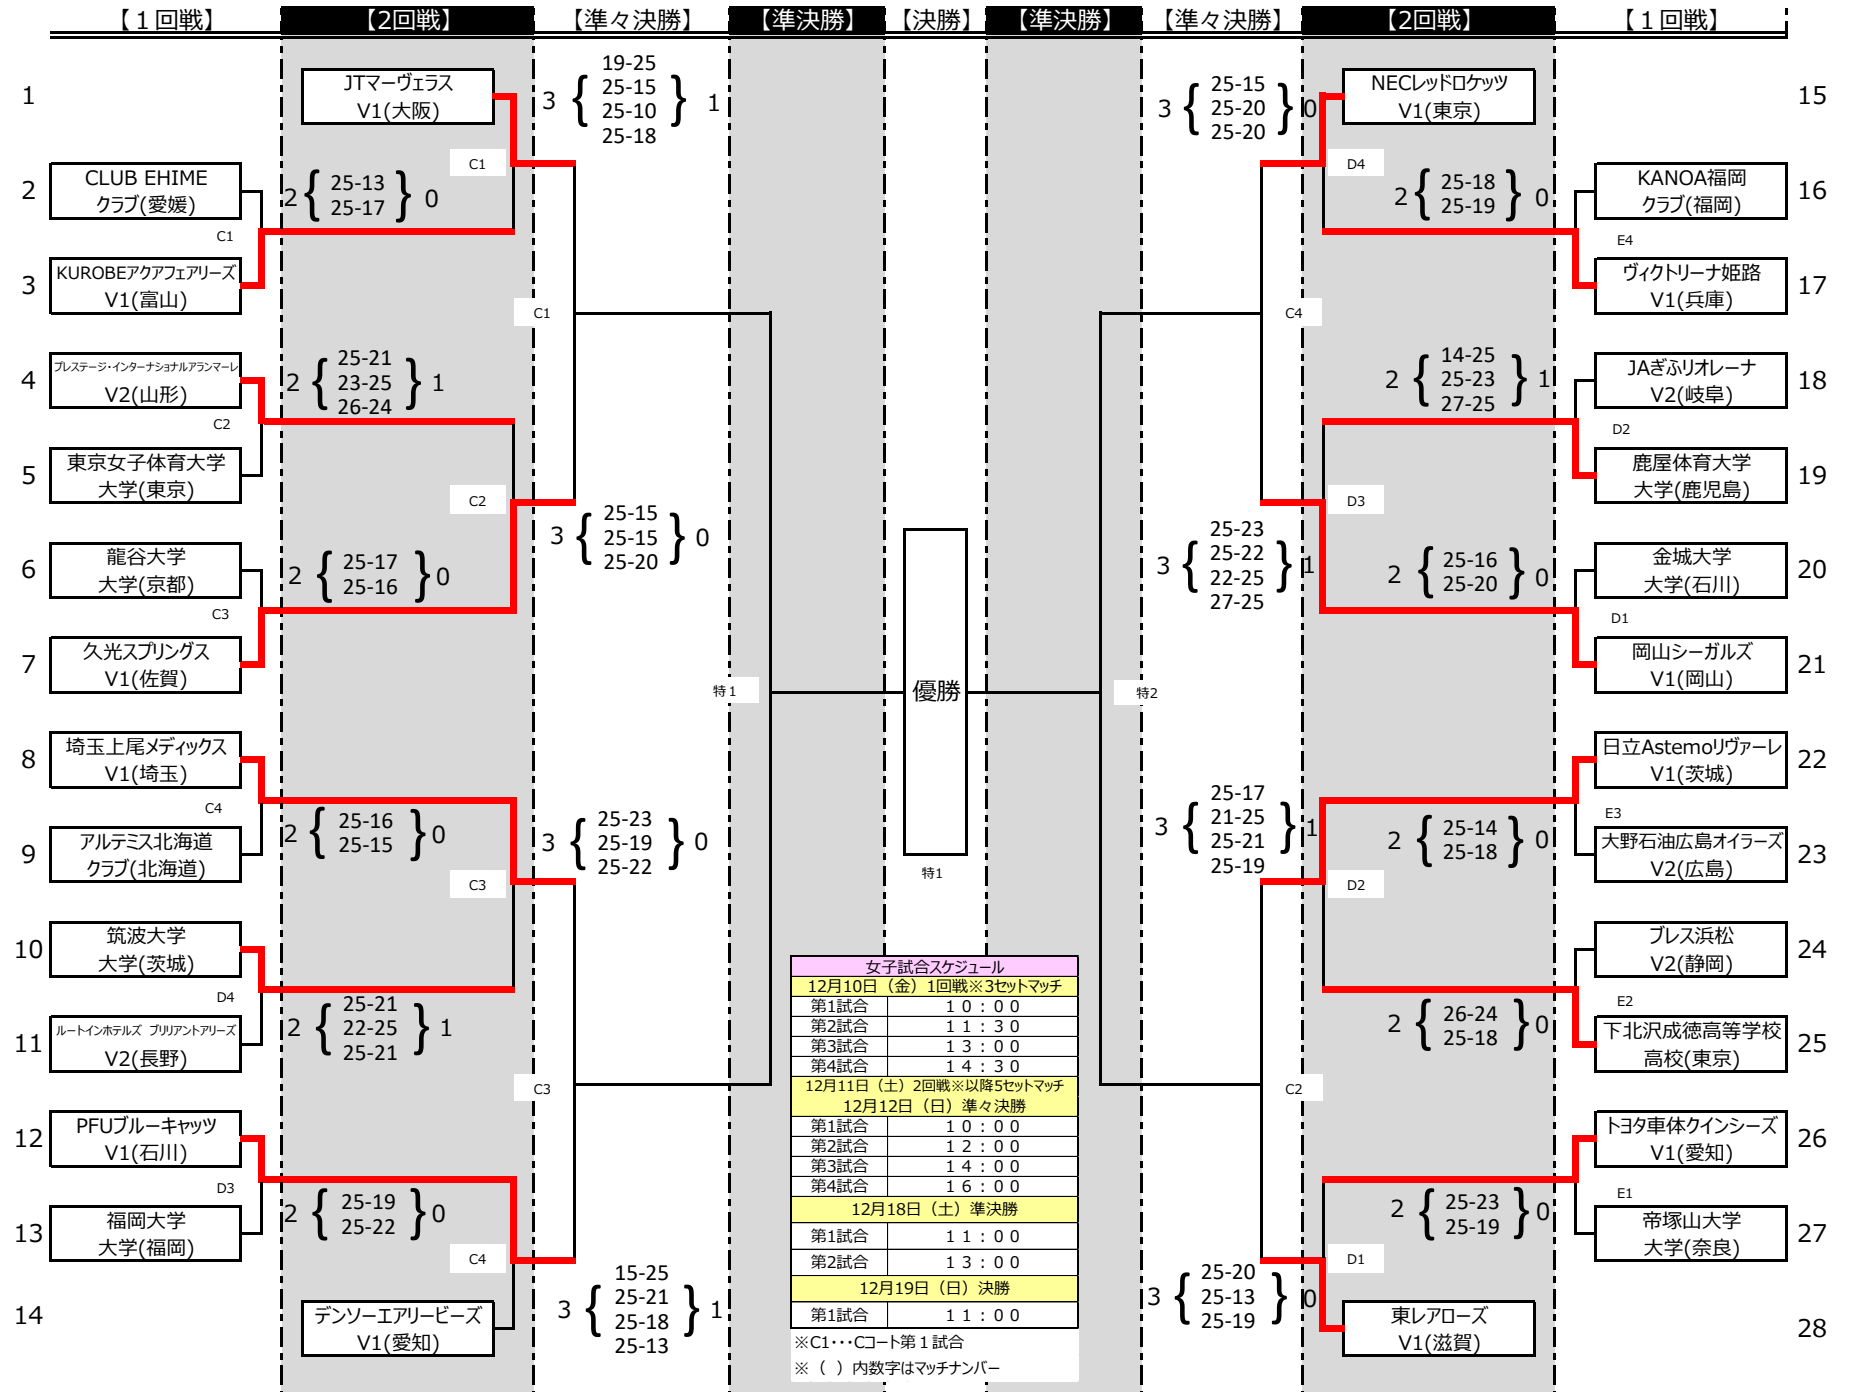 【１回戦】
【2回戦】
【準々決勝】
【準決勝】
【決勝】
【準決勝】
【準々決勝】
【2回戦】
【１回戦】
1
JTマーヴェラス
V1(大阪)
2
CLUB EHIME
クラブ(愛媛)
C1
3
KUROBEアクアフェアリーズ
V1(富山)
4
プレステージ・インターナショナルアランマーレ
V2(山形)
C2
5
東京女子体育大学
大学(東京)
6
龍谷大学
大学(京都)
C3
7
久光スプリングス
V1(佐賀)
8
埼玉上尾メディックス
V1(埼玉)
C4
9
アルテミス北海道
クラブ(北海道)
10
筑波大学
大学(茨城)
D4
11
ルートインホテルズ ブリリアントアリーズ
V2(長野)
12
PFUブルーキャッツ
V1(石川)
D3
13
福岡大学
大学(福岡)
14
デンソーエアリービーズ
V1(愛知)
2 { 25-13
25-17 } 0
2 { 25-21
23-25
26-24 } 1
2 { 25-17
25-16 } 0
2 { 25-16
25-15 } 0
2 { 25-21
22-25
25-21 } 1
2 { 25-19
25-22 } 0
C1
C2
C3
C4
3 { 19-25
25-15
25-10
25-18 } 1
3 { 25-15
25-15
25-20 } 0
3 { 25-23
25-19
25-22 } 0
3 { 15-25
25-21
25-18
25-13 } 1
C1
C3
特１
優勝
特1
特2
女子試合スケジュール
12月10日（金）1回戦※3セットマッチ
第1試合 １０：００
第2試合 １１：３０
第3試合 １３：００
第4試合 １４：３０
12月11日（土）2回戦※以降5セットマッチ
12月12日（日）準々決勝
第1試合 １０：００
第2試合 １２：００
第3試合 １４：００
第4試合 １６：００
12月18日（土）準決勝
第1試合 １１：００
第2試合 １３：００
12月19日（日）決勝
第1試合 １１：００
※C1・・・Cコート第１試合
※（　）内数字はマッチナンバー
3 { 25-15
25-20
25-20 } 0
3 { 25-23
25-22
22-25
27-25 } 1
3 { 25-17
21-25
25-21
25-19 } 1
3 { 25-20
25-13
25-19 } 0
C4
C2
D4
D3
D2
D1
2 { 25-18
25-19 } 0
2 { 14-25
25-23
27-25 } 1
2 { 25-16
25-20 } 0
2 { 25-14
25-18 } 0
2 { 26-24
25-18 } 0
2 { 25-23
25-19 } 0
NECレッドロケッツ
V1(東京)
15
KANOA福岡
クラブ(福岡)
16
E4
ヴィクトリーナ姫路
V1(兵庫)
17
JAぎふリオレーナ
V2(岐阜)
18
D2
鹿屋体育大学
大学(鹿児島)
19
金城大学
大学(石川)
20
D1
岡山シーガルズ
V1(岡山)
21
日立Astemoリヴァーレ
V1(茨城)
22
E3
大野石油広島オイラーズ
V2(広島)
23
ブレス浜松
V2(静岡)
24
E2
下北沢成徳高等学校
高校(東京)
25
トヨタ車体クインシーズ
V1(愛知)
26
E1
帝塚山大学
大学(奈良)
27
東レアローズ
V1(滋賀)
28